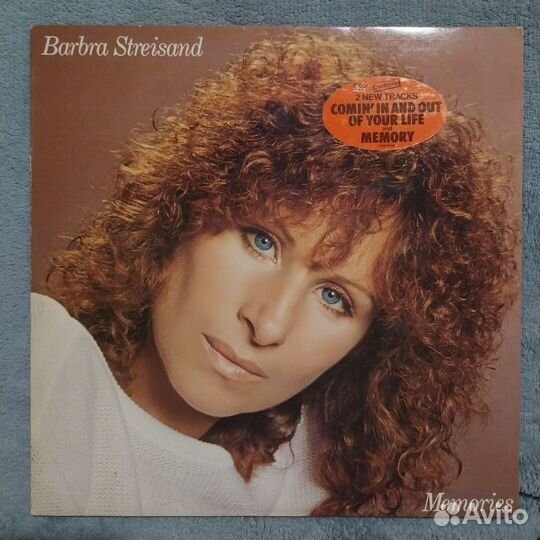 Barbra Streisand
2 NEW TRACKS
COMIN' IN AND OUT
OF YOUR LIFE
and
MEMORY
Memories
Avito